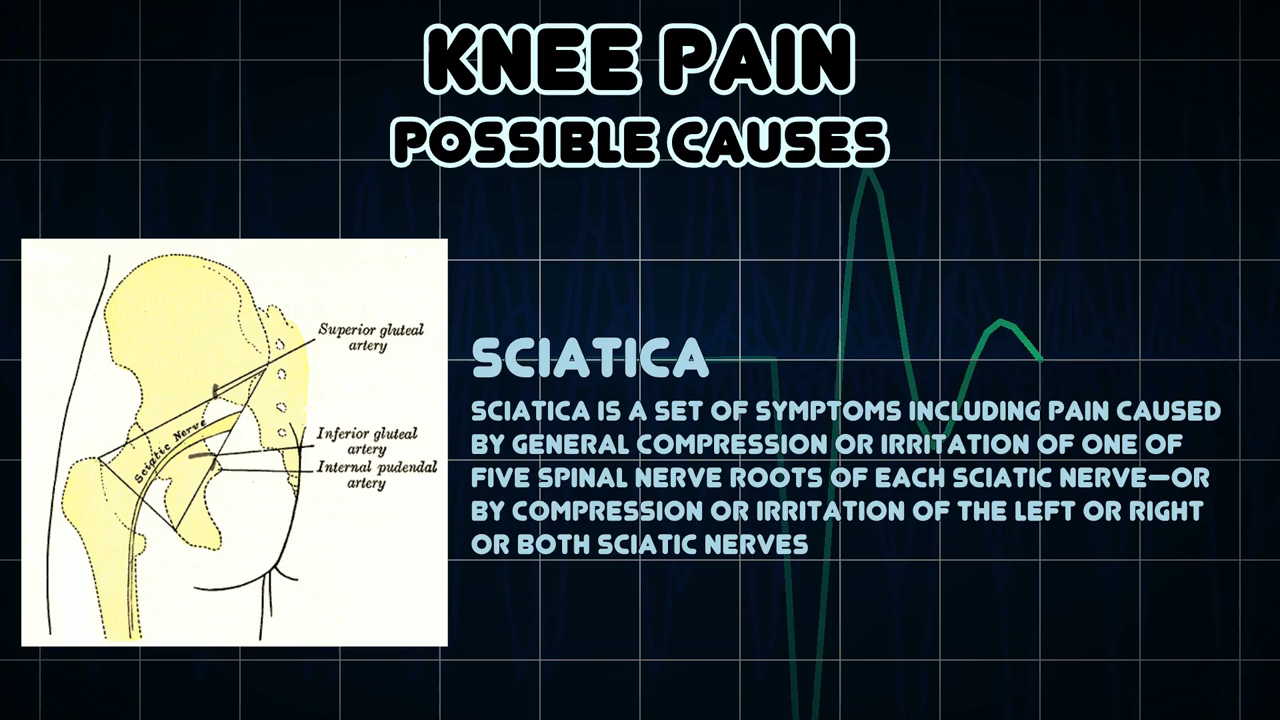 KNEE PAIN
POSSIBLE CAUSES
Superior gluteal
artery
Sciatic Nerve
Inferior gluteal
artery
Internal pudendal
artery
SCIATICA
SCIATICA IS A SET OF SYMPTOMS INCLUDING PAIN CAUSED
BY GENERAL COMPRESSION OR IRRITATION OF ONE OF
FIVE SPINAL NERVE ROOTS OF EACH SCIATIC NERVE—OR
BY COMPRESSION OR IRRITATION OF THE LEFT OR RIGHT
OR BOTH SCIATIC NERVES